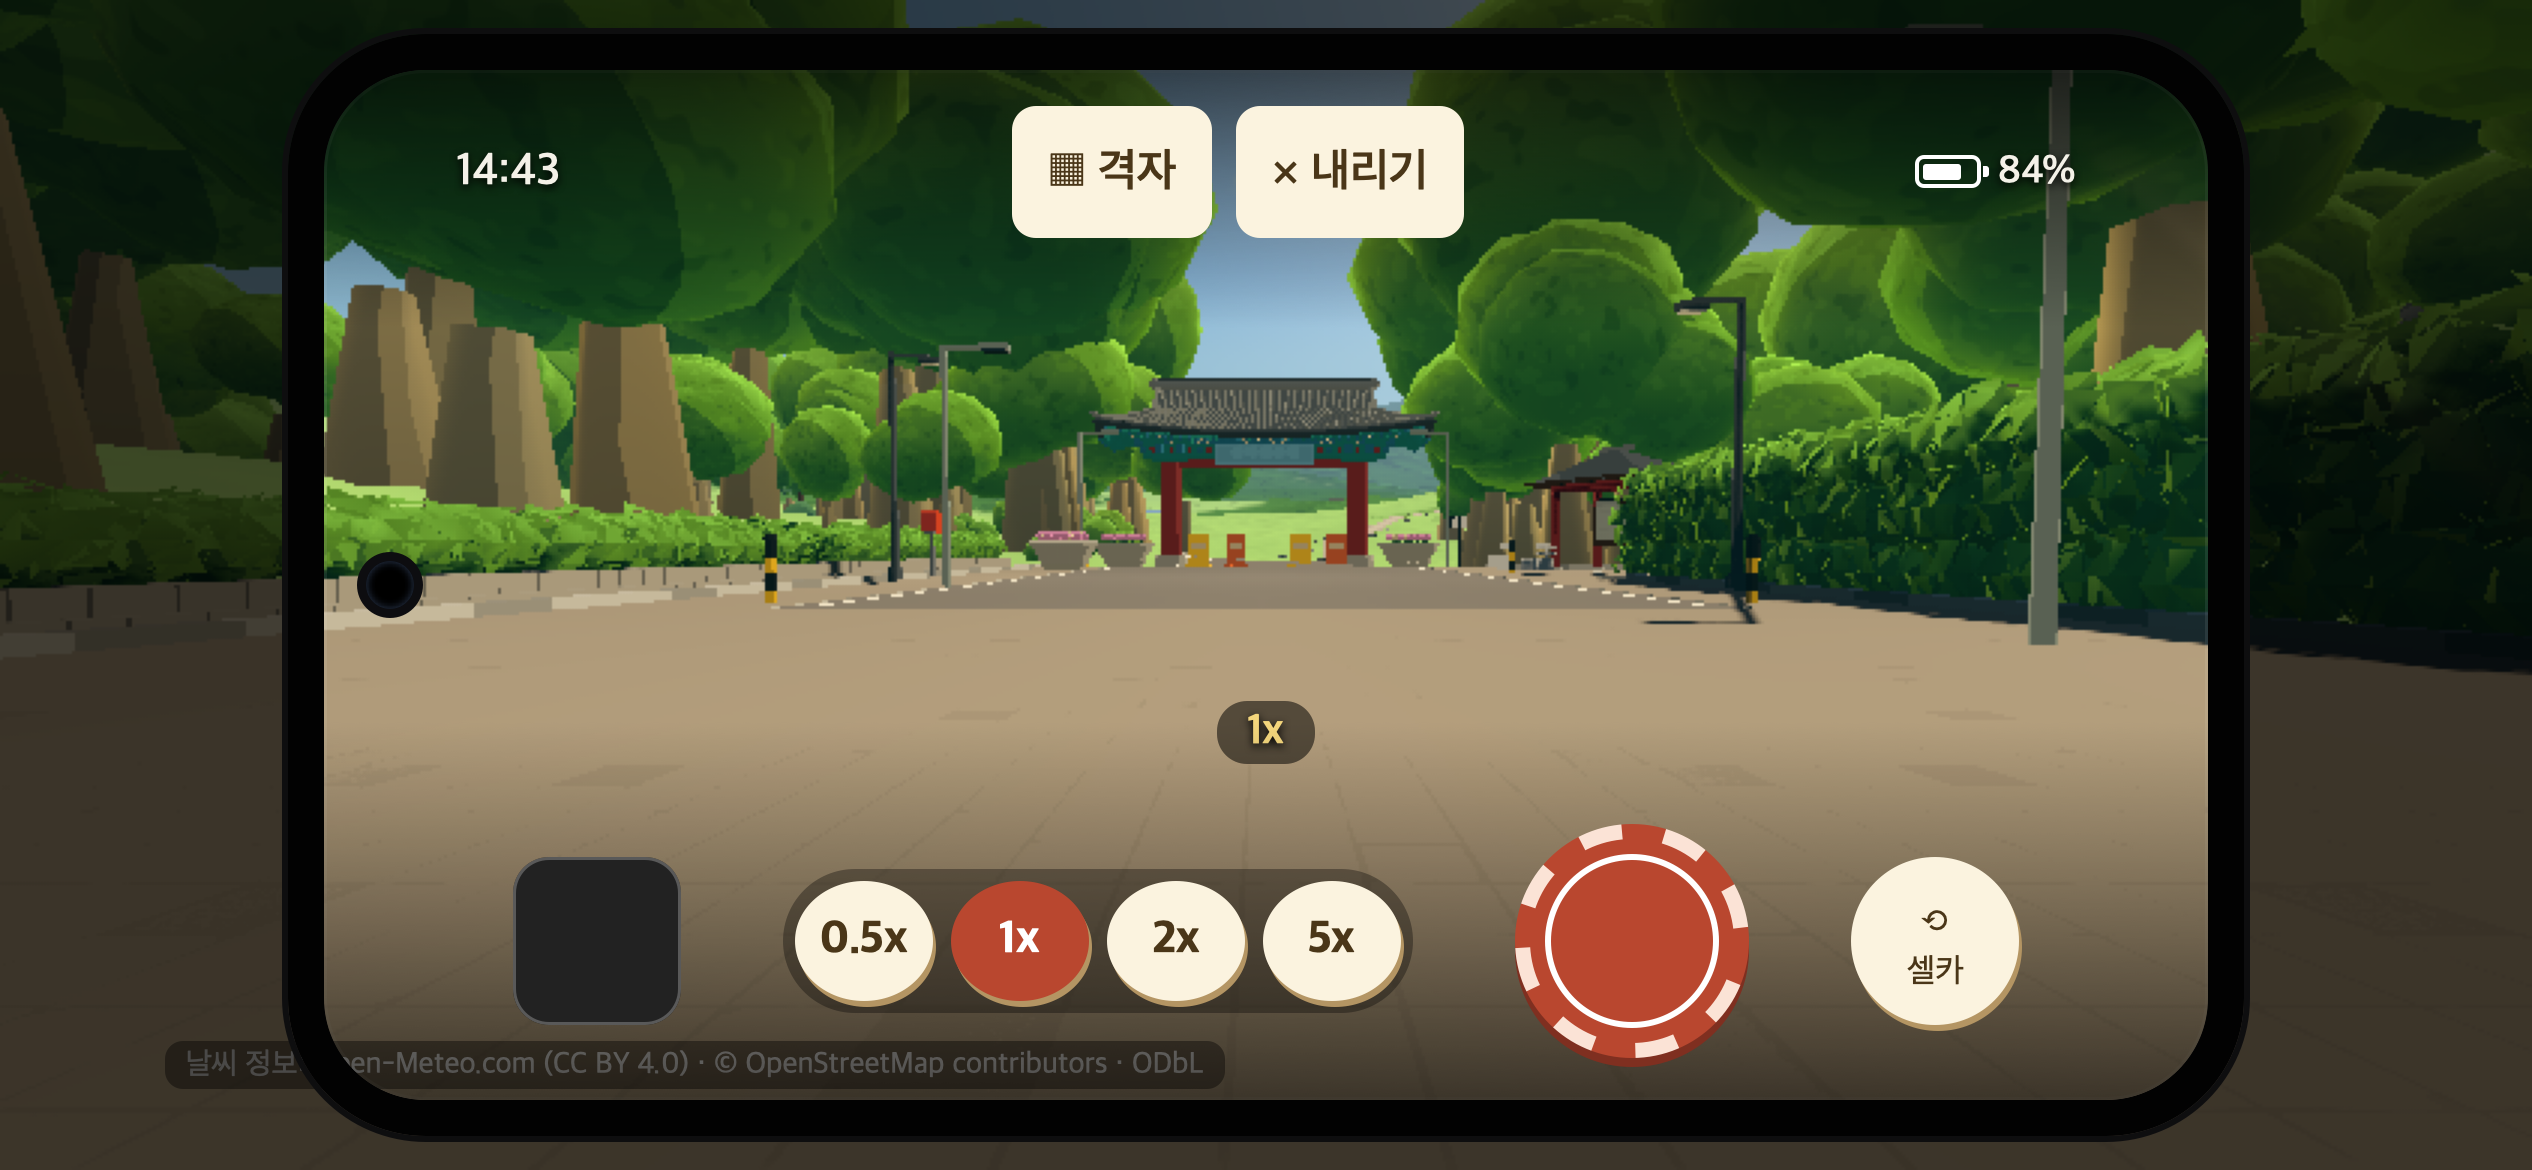 14:43
▦ 격자
× 내리기
84%
1x
0.5x
1x
2x
5x
⟲
셀카
날씨 정보 en-Meteo.com (CC BY 4.0) · © OpenStreetMap contributors · ODbL